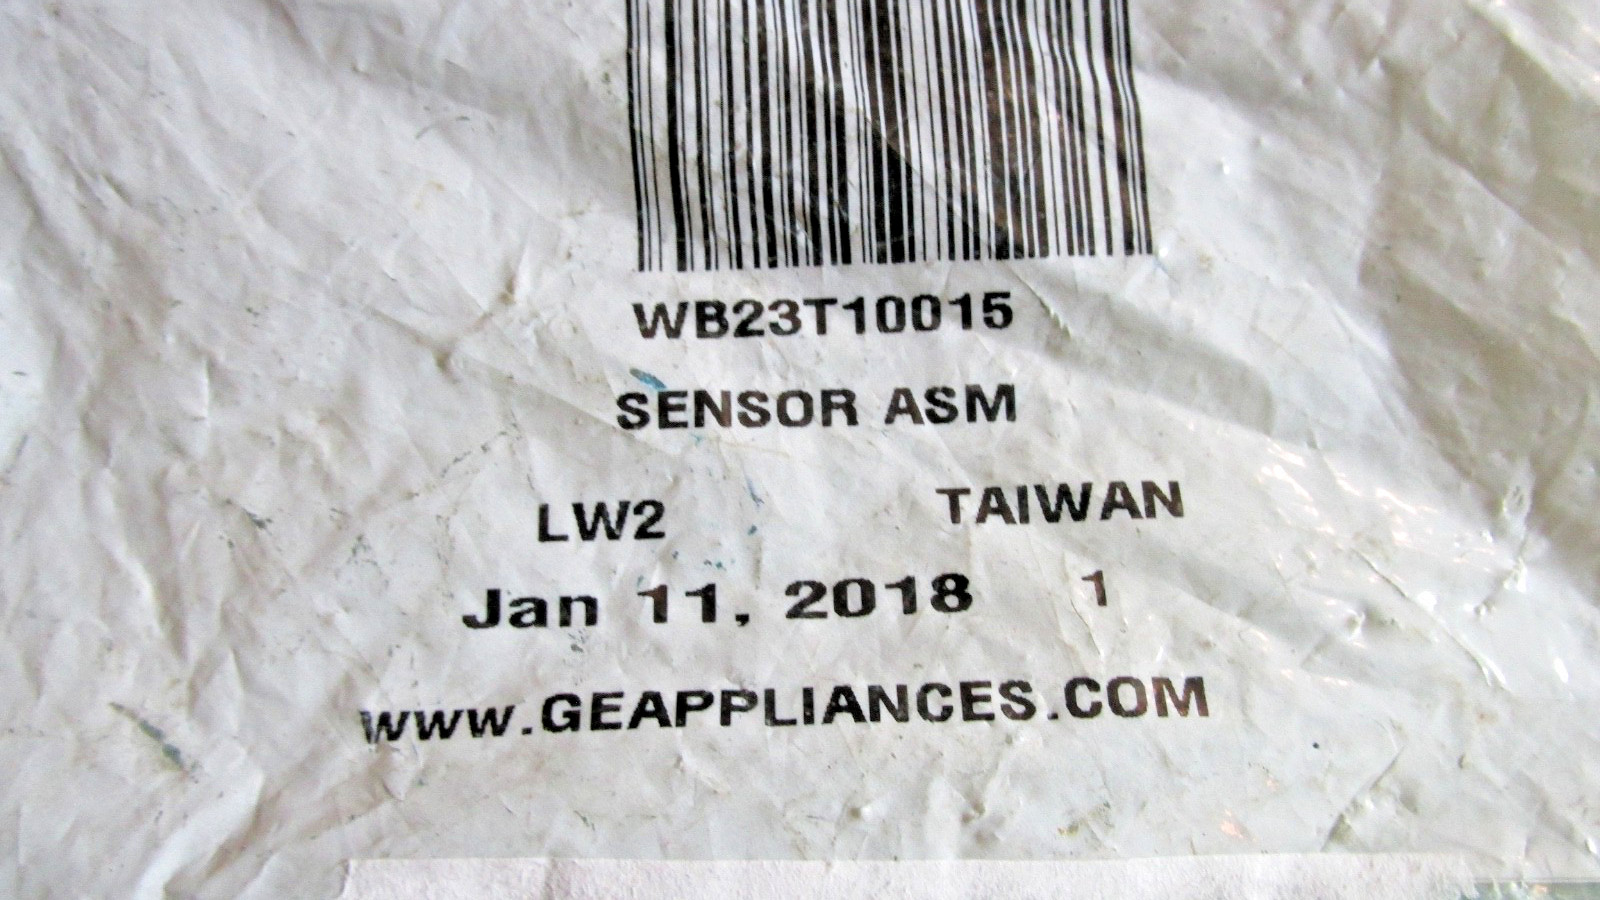 WB23T10015
SENSOR ASM
LW2 TAIWAN
Jan 11, 2018 1
WWW.GEAPPLIANCES.COM